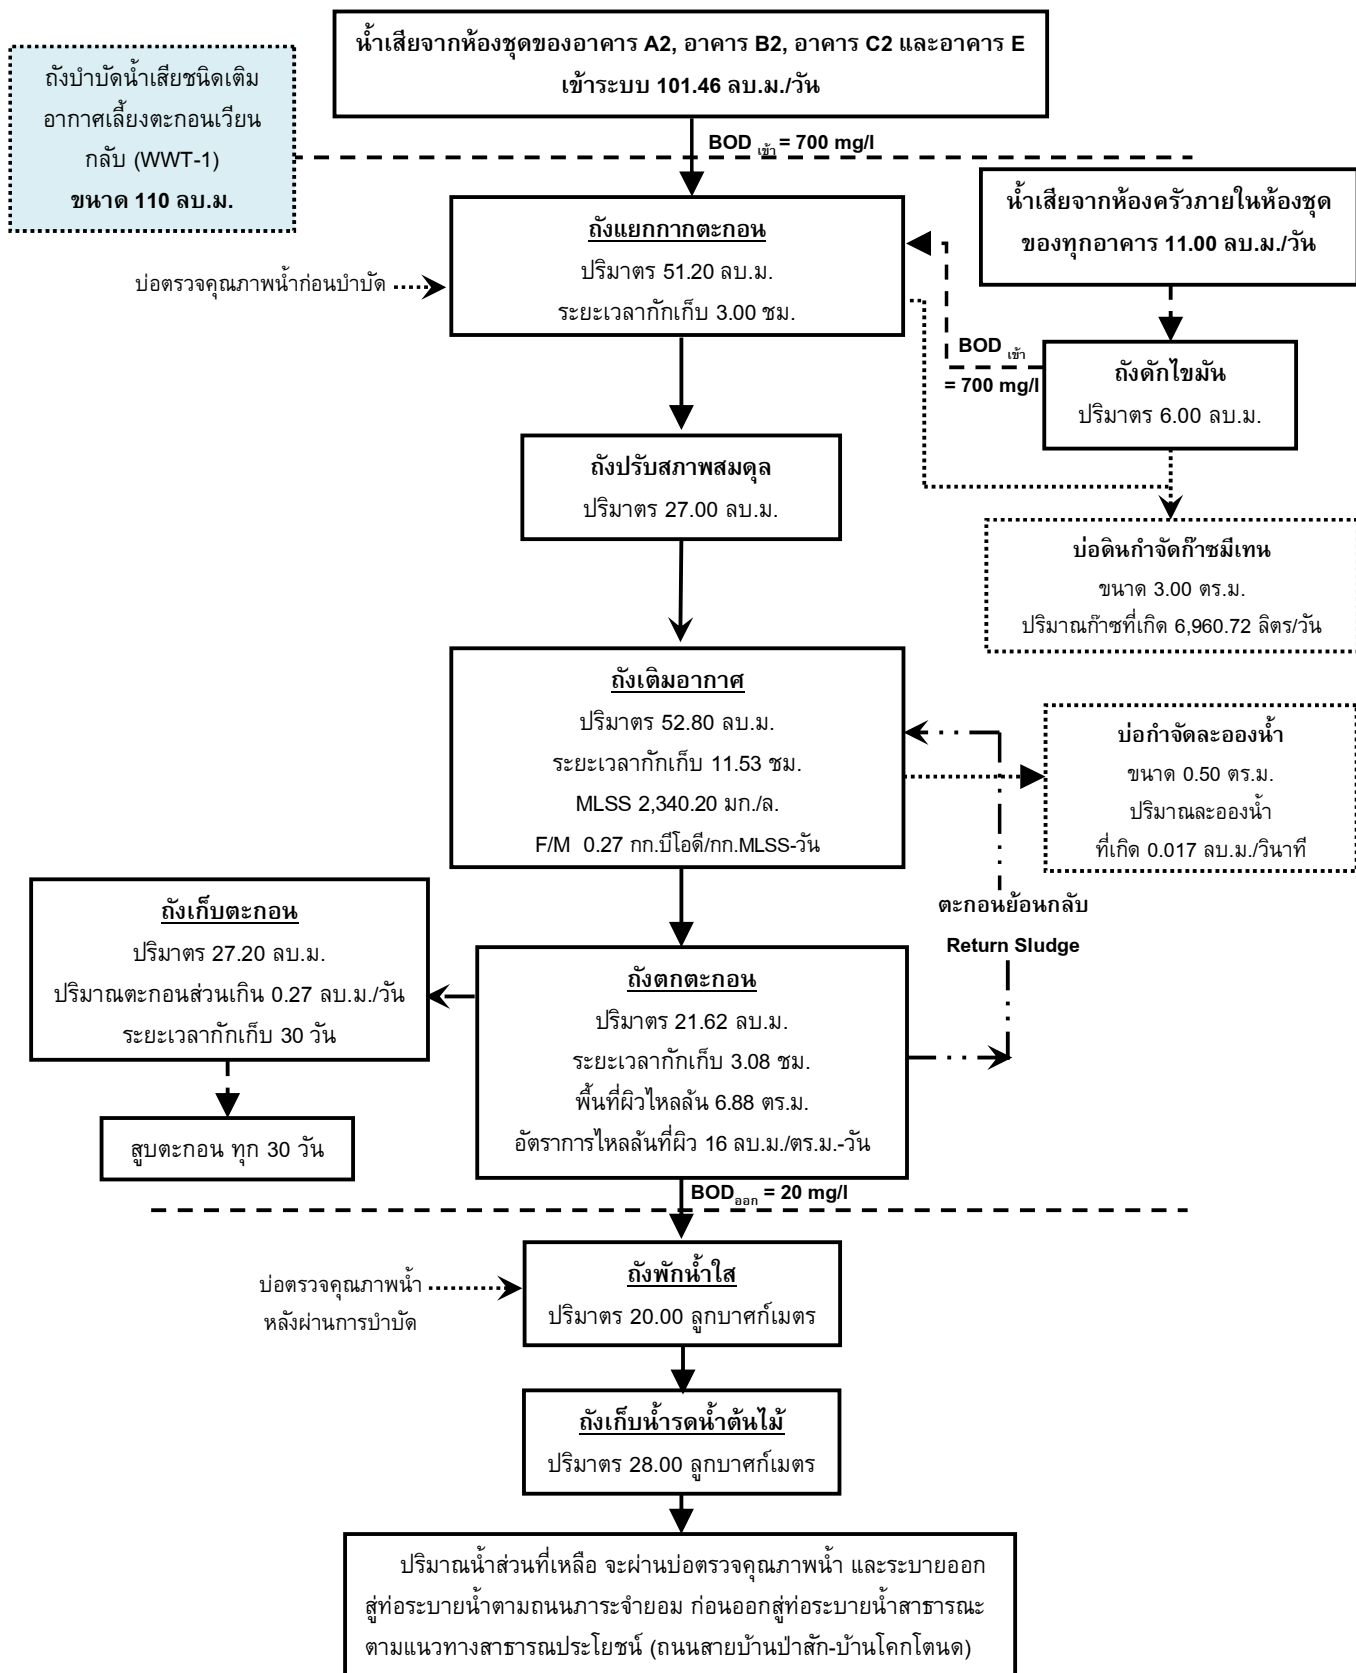 น้ำเสียจากห้องชุดของอาคาร A2, อาคาร B2, อาคาร C2 และอาคาร E
เข้าระบบ 101.46 ลบ.ม./วัน
ถังบำบัดน้ำเสียชนิดเติม
อากาศเลี้ยงตะกอนเวียน
กลับ (WWT-1)
ขนาด 110 ลบ.ม.
BOD เข้า = 700 mg/l
น้ำเสียจากห้องครัวภายในห้องชุด
ของทุกอาคาร 11.00 ลบ.ม./วัน
ถังแยกกากตะกอน
ปริมาตร 51.20 ลบ.ม.
ระยะเวลากักเก็บ 3.00 ชม.
บ่อตรวจคุณภาพน้ำก่อนบำบัด
BOD เข้า
= 700 mg/l
ถังดักไขมัน
ปริมาตร 6.00 ลบ.ม.
ถังปรับสภาพสมดุล
ปริมาตร 27.00 ลบ.ม.
บ่อดินกำจัดก๊าซมีเทน
ขนาด 3.00 ตร.ม.
ปริมาณก๊าซที่เกิด 6,960.72 ลิตร/วัน
ถังเติมอากาศ
ปริมาตร 52.80 ลบ.ม.
ระยะเวลากักเก็บ 11.53 ชม.
MLSS 2,340.20 มก./ล.
F/M 0.27 กก.บีโอดี/กก.MLSS-วัน
บ่อกำจัดละอองน้ำ
ขนาด 0.50 ตร.ม.
ปริมาณละอองน้ำ
ที่เกิด 0.017 ลบ.ม./วินาที
ตะกอนย้อนกลับ
Return Sludge
ถังเก็บตะกอน
ปริมาตร 27.20 ลบ.ม.
ปริมาณตะกอนส่วนเกิน 0.27 ลบ.ม./วัน
ระยะเวลากักเก็บ 30 วัน
ถังตกตะกอน
ปริมาตร 21.62 ลบ.ม.
ระยะเวลากักเก็บ 3.08 ชม.
พื้นที่ผิวไหลล้น 6.88 ตร.ม.
อัตราการไหลล้นที่ผิว 16 ลบ.ม./ตร.ม.-วัน
สูบตะกอน ทุก 30 วัน
BODออก = 20 mg/l
ถังพักน้ำใส
ปริมาตร 20.00 ลูกบาศก์เมตร
บ่อตรวจคุณภาพน้ำ
หลังผ่านการบำบัด
ถังเก็บน้ำรดน้ำต้นไม้
ปริมาตร 28.00 ลูกบาศก์เมตร
ปริมาณน้ำส่วนที่เหลือ จะผ่านบ่อตรวจคุณภาพน้ำ และระบายออก
สู่ท่อระบายน้ำตามถนนภาระจำยอม ก่อนออกสู่ท่อระบายน้ำสาธารณะ
ตามแนวทางสาธารณประโยชน์ (ถนนสายบ้านป่าสัก-บ้านโคกโตนด)